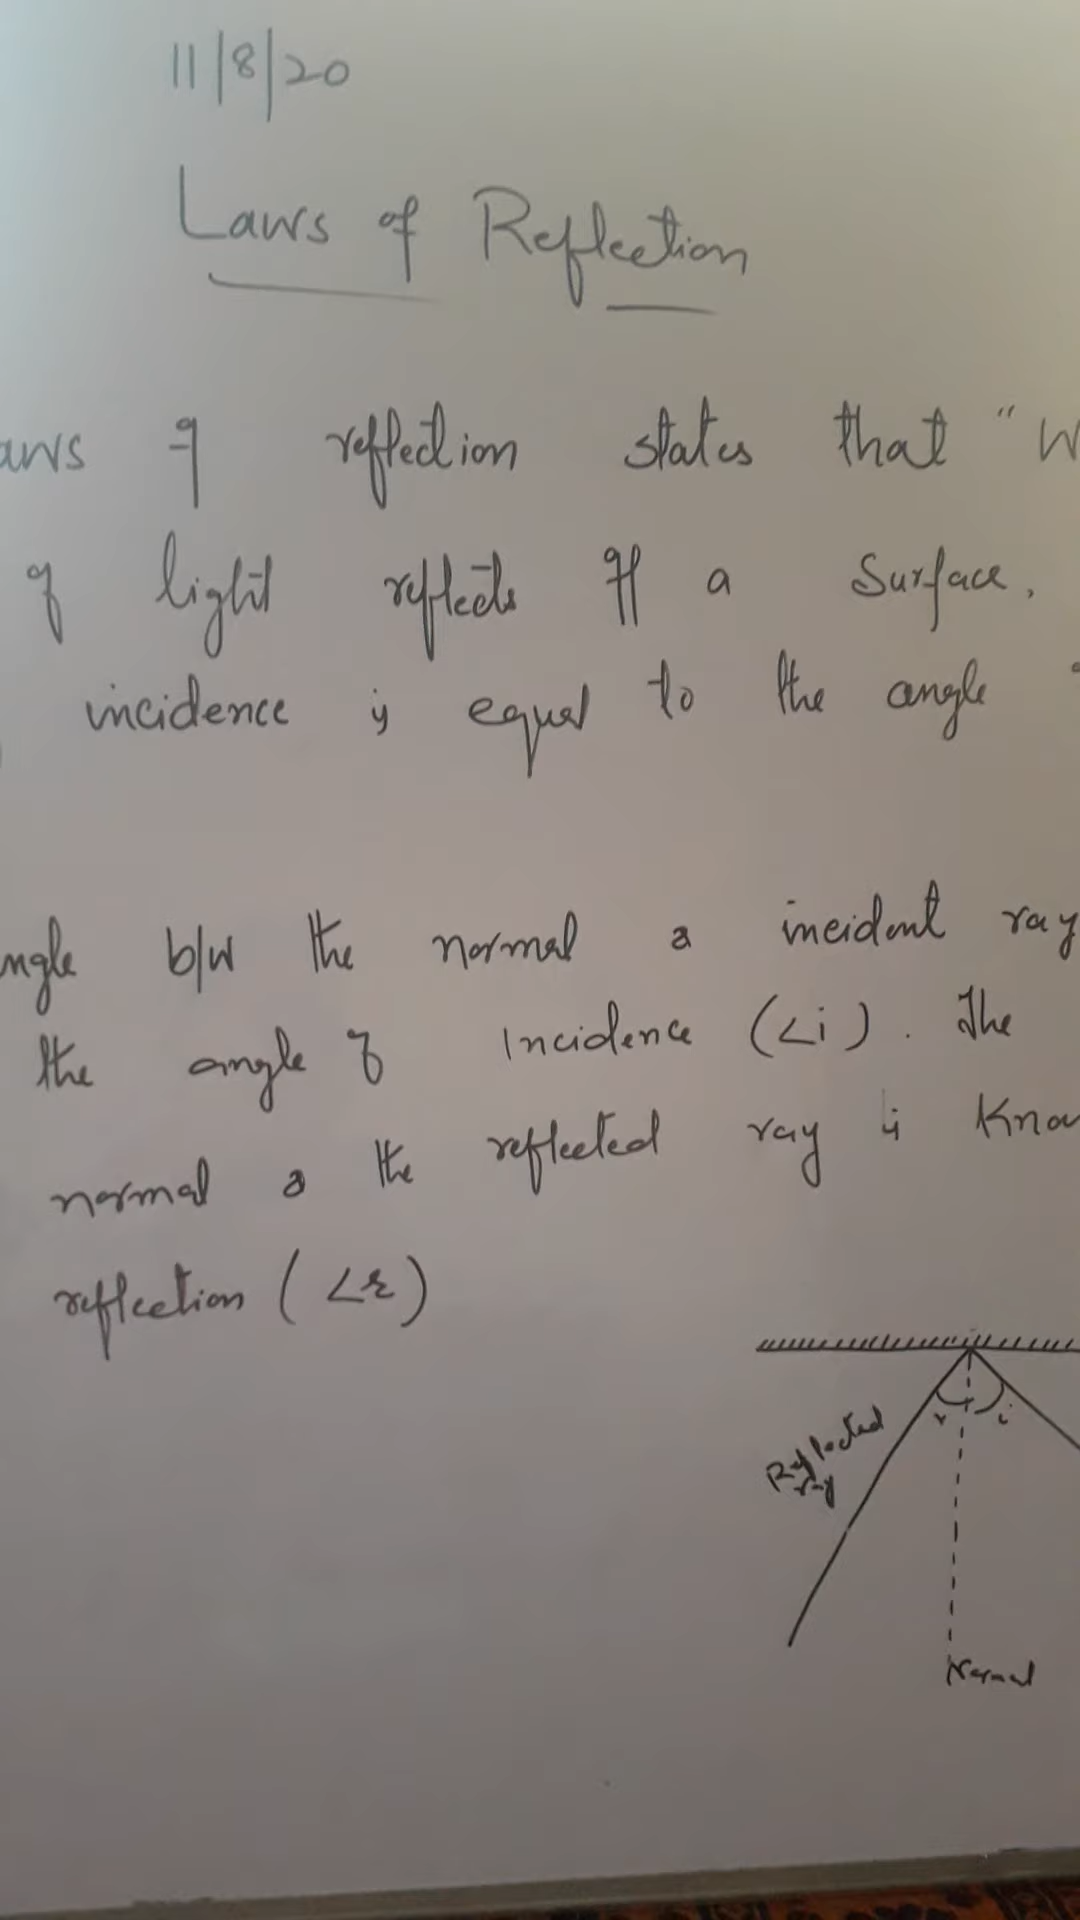 11/8/20
Laws of Reflection
aws of reflection states that "W
of light reflects off a Surface,
incidence is equal to the angle
ngle b/w the normal & incident ray
the angle of Incidence (∠i). The
normal & the reflected ray is Know
reflection (∠r)
r i
Reflected
ray
Normal